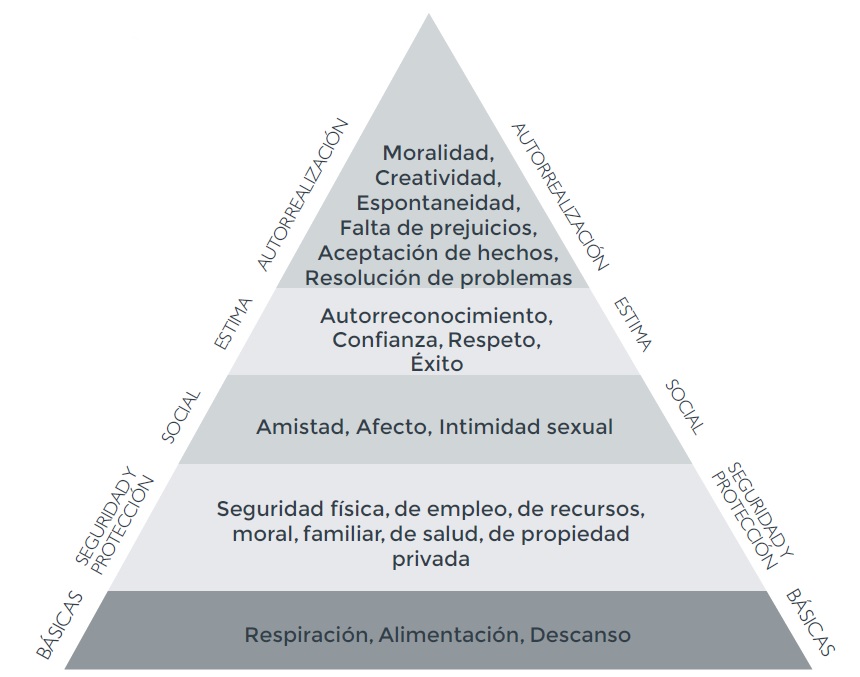 AUTORREALIZACIÓN
AUTORREALIZACIÓN
Moralidad,
Creatividad,
Espontaneidad,
Falta de prejuicios,
Aceptación de hechos,
Resolución de problemas
ESTIMA
ESTIMA
Autorreconocimiento,
Confianza, Respeto,
Éxito
SOCIAL
SOCIAL
Amistad, Afecto, Intimidad sexual
SEGURIDAD Y
PROTECCIÓN
SEGURIDAD Y
PROTECCIÓN
Seguridad física, de empleo, de recursos,
moral, familiar, de salud, de propiedad
privada
BÁSICAS
BÁSICAS
Respiración, Alimentación, Descanso